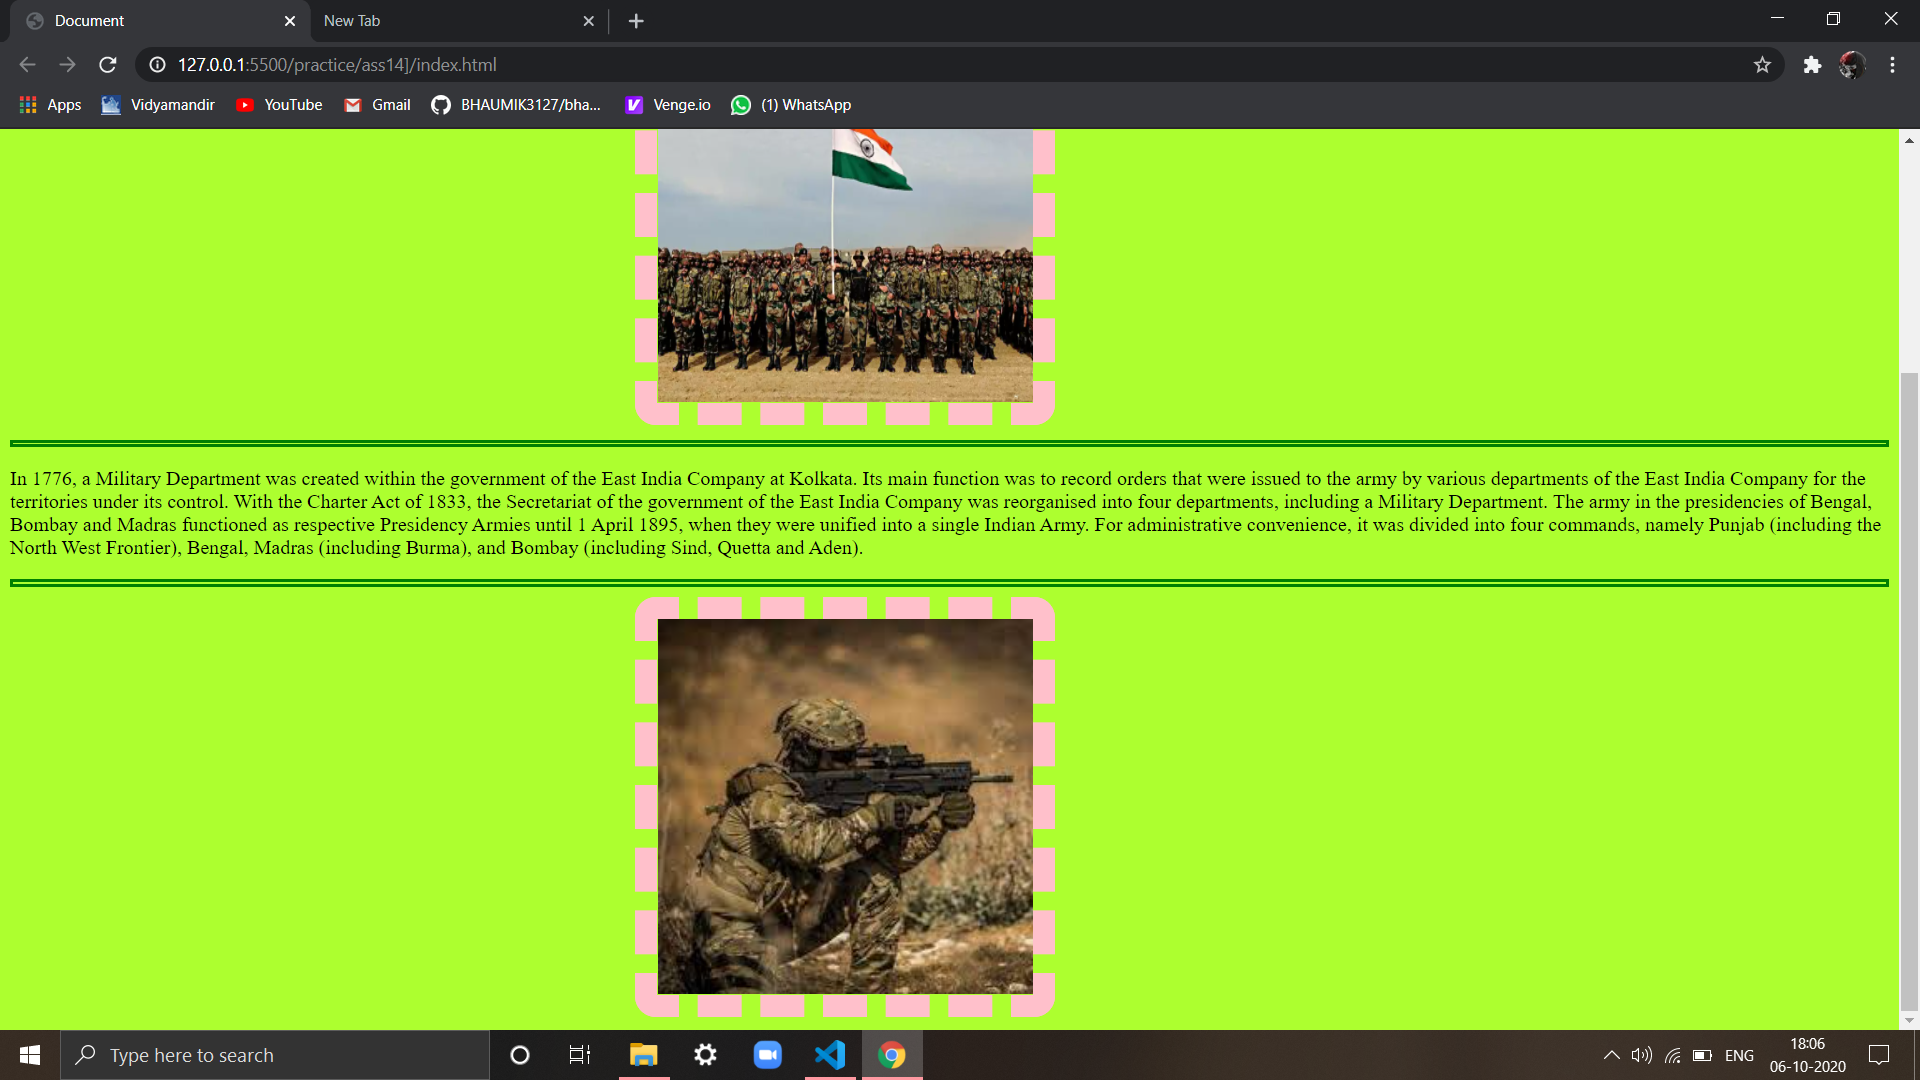 Document
New Tab
127.0.0.1:5500/practice/ass14]/index.html
Apps
Vidyamandir
YouTube
Gmail
BHAUMIK3127/bha...
Venge.io
(1) WhatsApp
In 1776, a Military Department was created within the government of the East India Company at Kolkata. Its main function was to record orders that were issued to the army by various departments of the East India Company for the
territories under its control. With the Charter Act of 1833, the Secretariat of the government of the East India Company was reorganised into four departments, including a Military Department. The army in the presidencies of Bengal,
Bombay and Madras functioned as respective Presidency Armies until 1 April 1895, when they were unified into a single Indian Army. For administrative convenience, it was divided into four commands, namely Punjab (including the
North West Frontier), Bengal, Madras (including Burma), and Bombay (including Sind, Quetta and Aden).
Type here to search
ENG
18:06
06-10-2020